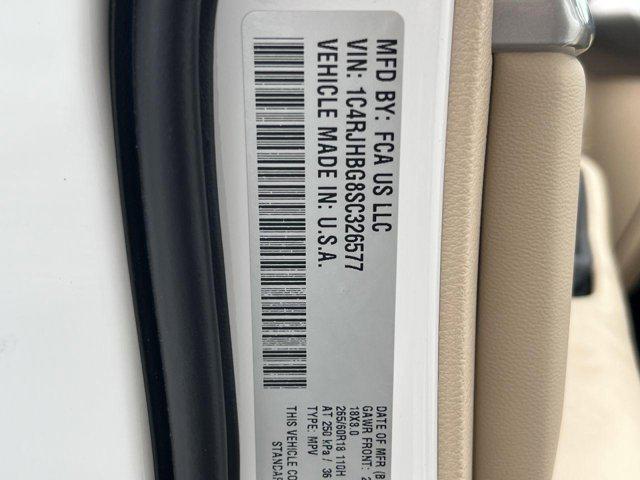 MFD BY: FCA US LLC
VIN: 1C4RJHBG8SC326577
VEHICLE MADE IN: U.S.A.
DATE OF MFR
GAWR FRONT:
18X8.0
265/60R18 110H
AT 250 kPa / 36
TYPE: MPV
THIS VEHICLE